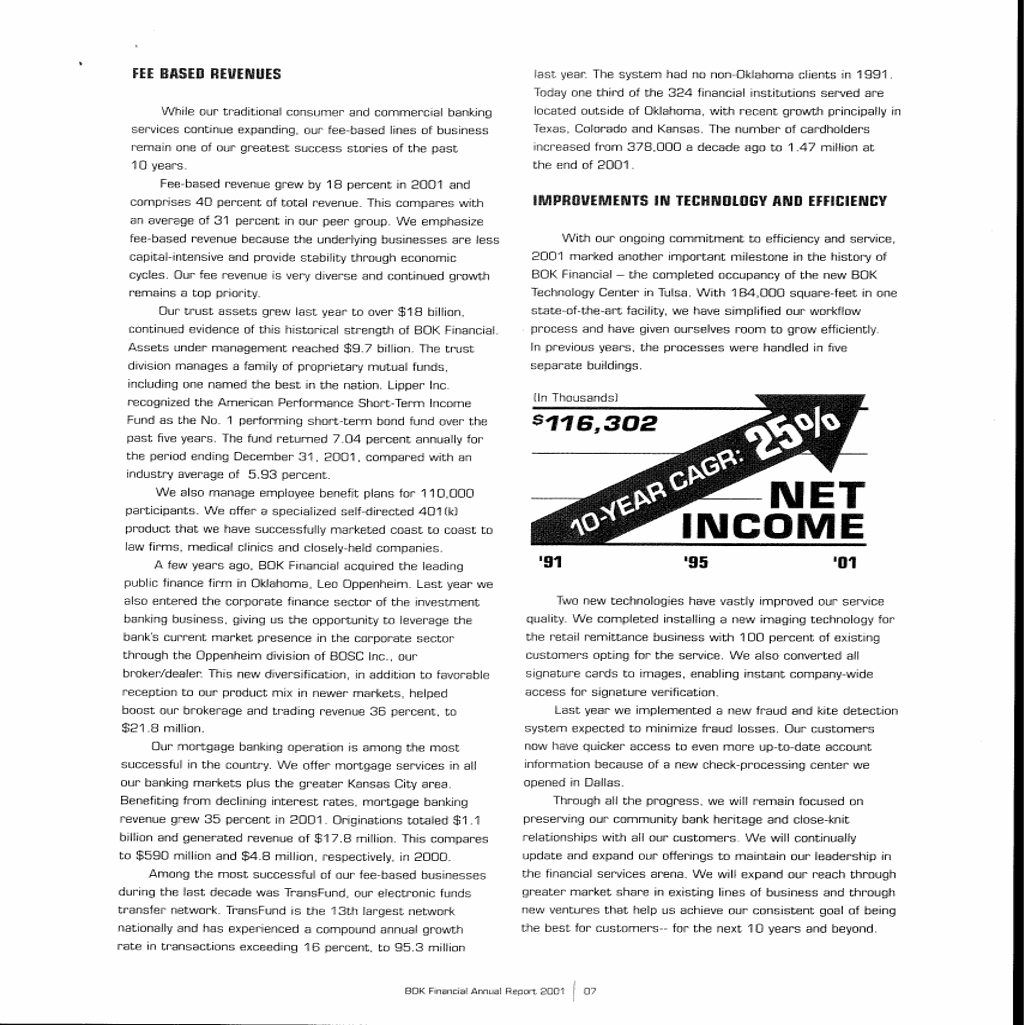 FEE BASED REVENUES
While our traditional consumer and commercial banking
services continue expanding, our fee-based lines of business
remain one of our greatest success stories of the past
10 years.
Fee-based revenue grew by 18 percent in 2001 and
comprises 40 percent of total revenue. This compares with
an average of 31 percent in our peer group. We emphasize
fee-based revenue because the underlying businesses are less
capital-intensive and provide stability through economic
cycles. Our fee revenue is very diverse and continued growth
remains a top priority.
Our trust assets grew last year to over $18 billion,
continued evidence of this historical strength of BOK Financial.
Assets under management reached $9.7 billion. The trust
division manages a family of proprietary mutual funds,
including one named the best in the nation. Lipper Inc.
recognized the American Performance Short-Term Income
Fund as the No. 1 performing short-term bond fund over the
past five years. The fund returned 7.04 percent annually for
the period ending December 31, 2001, compared with an
industry average of 5.93 percent.
We also manage employee benefit plans for 110,000
participants. We offer a specialized self-directed 401(k)
product that we have successfully marketed coast to coast to
law firms, medical clinics and closely-held companies.
A few years ago, BOK Financial acquired the leading
public finance firm in Oklahoma, Leo Oppenheim. Last year we
also entered the corporate finance sector of the investment
banking business, giving us the opportunity to leverage the
bank's current market presence in the corporate sector
through the Oppenheim division of BOSC Inc., our
broker/dealer. This new diversification, in addition to favorable
reception to our product mix in newer markets, helped
boost our brokerage and trading revenue 36 percent, to
$21.8 million.
Our mortgage banking operation is among the most
successful in the country. We offer mortgage services in all
our banking markets plus the greater Kansas City area.
Benefiting from declining interest rates, mortgage banking
revenue grew 35 percent in 2001. Originations totaled $1.1
billion and generated revenue of $17.8 million. This compares
to $590 million and $4.8 million, respectively, in 2000.
Among the most successful of our fee-based businesses
during the last decade was TransFund, our electronic funds
transfer network. TransFund is the 13th largest network
nationally and has experienced a compound annual growth
rate in transactions exceeding 16 percent, to 95.3 million
last year. The system had no non-Oklahoma clients in 1991.
Today one third of the 324 financial institutions served are
located outside of Oklahoma, with recent growth principally in
Texas, Colorado and Kansas. The number of cardholders
increased from 378,000 a decade ago to 1.47 million at
the end of 2001.
IMPROVEMENTS IN TECHNOLOGY AND EFFICIENCY
With our ongoing commitment to efficiency and service,
2001 marked another important milestone in the history of
BOK Financial – the completed occupancy of the new BOK
Technology Center in Tulsa. With 184,000 square-feet in one
state-of-the-art facility, we have simplified our workflow
process and have given ourselves room to grow efficiently.
In previous years, the processes were handled in five
separate buildings.
(In Thousands)
$116,302
10-YEAR CAGR: 25%
NET
INCOME
'91 '95 '01
Two new technologies have vastly improved our service
quality. We completed installing a new imaging technology for
the retail remittance business with 100 percent of existing
customers opting for the service. We also converted all
signature cards to images, enabling instant company-wide
access for signature verification.
Last year we implemented a new fraud and kite detection
system expected to minimize fraud losses. Our customers
now have quicker access to even more up-to-date account
information because of a new check-processing center we
opened in Dallas.
Through all the progress, we will remain focused on
preserving our community bank heritage and close-knit
relationships with all our customers. We will continually
update and expand our offerings to maintain our leadership in
the financial services arena. We will expand our reach through
greater market share in existing lines of business and through
new ventures that help us achieve our consistent goal of being
the best for customers-- for the next 10 years and beyond.
BOK Financial Annual Report 2001 | 07